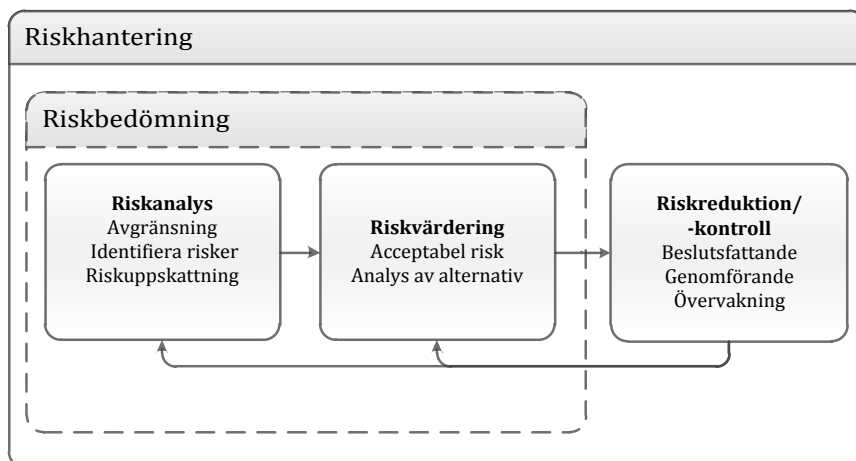 Riskhantering
Riskbedömning
Riskanalys
Avgränsning
Identifiera risker
Riskuppskattning
Riskvärdering
Acceptabel risk
Analys av alternativ
Riskreduktion/
-kontroll
Beslutsfattande
Genomförande
Övervakning